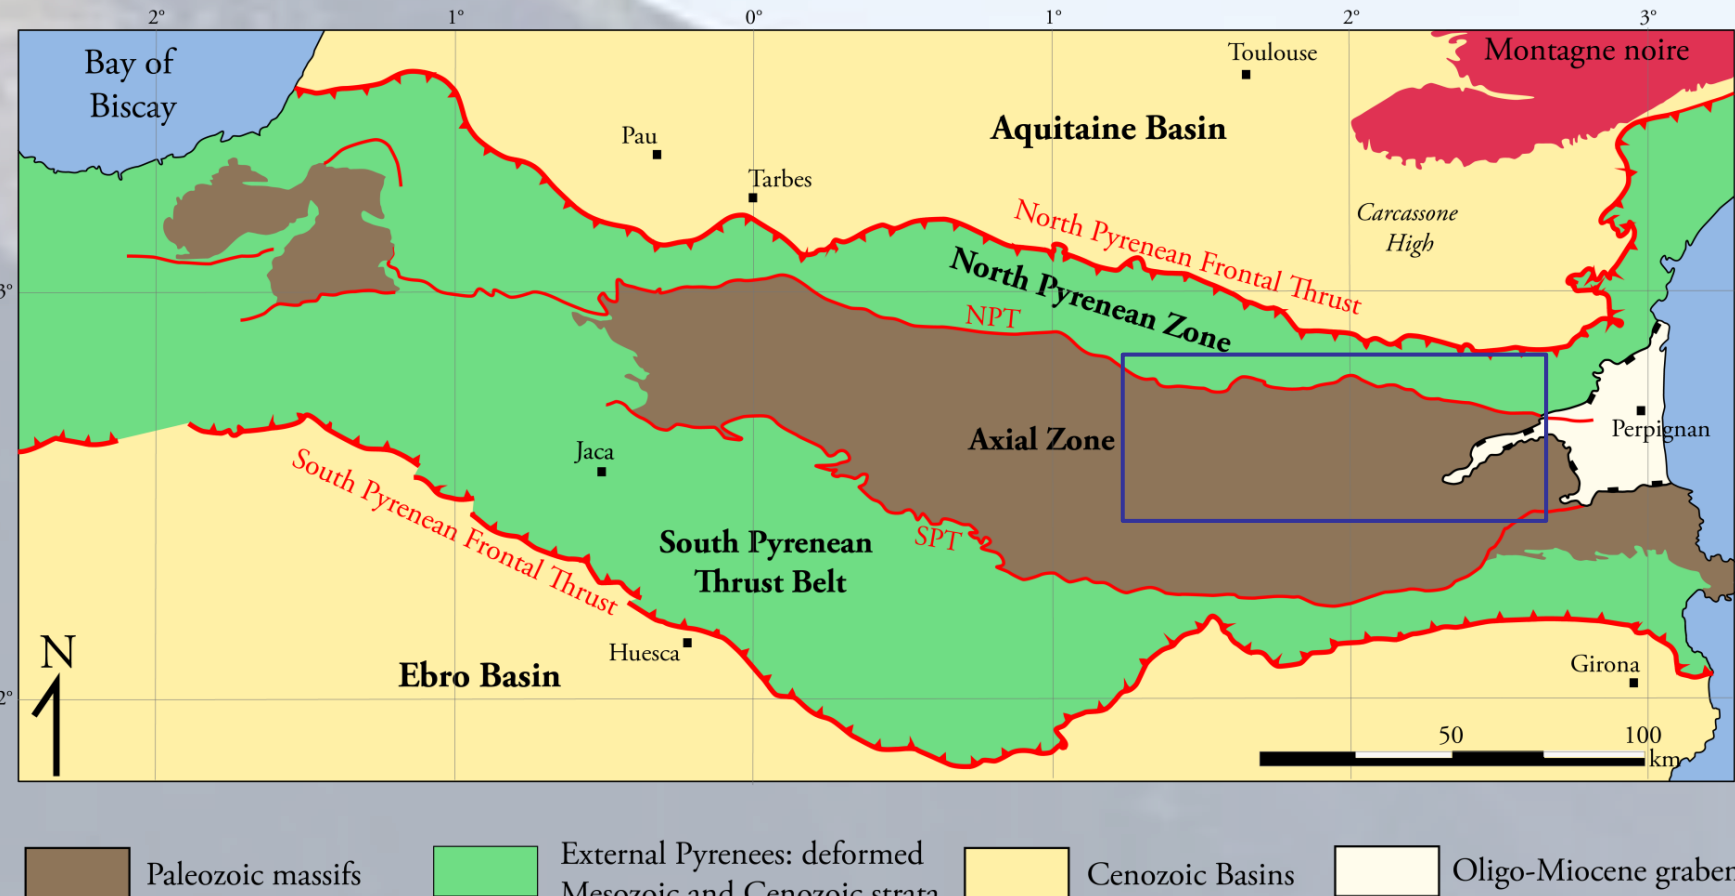 2° 1° 0° 1° 2° 3°
Bay of
Biscay
Toulouse
Montagne noire
Aquitaine Basin
Pau
Tarbes
Carcassone
High
North Pyrenean Frontal Thrust
North Pyrenean Zone
3°
NPT
Axial Zone
Perpignan
Jaca
South Pyrenean Frontal Thrust
SPT
South Pyrenean
Thrust Belt
N
Huesca
Ebro Basin
Girona
2°
50 100
km
Paleozoic massifs
External Pyrenees: deformed
Mesozoic and Cenozoic strata
Cenozoic Basins
Oligo-Miocene graben